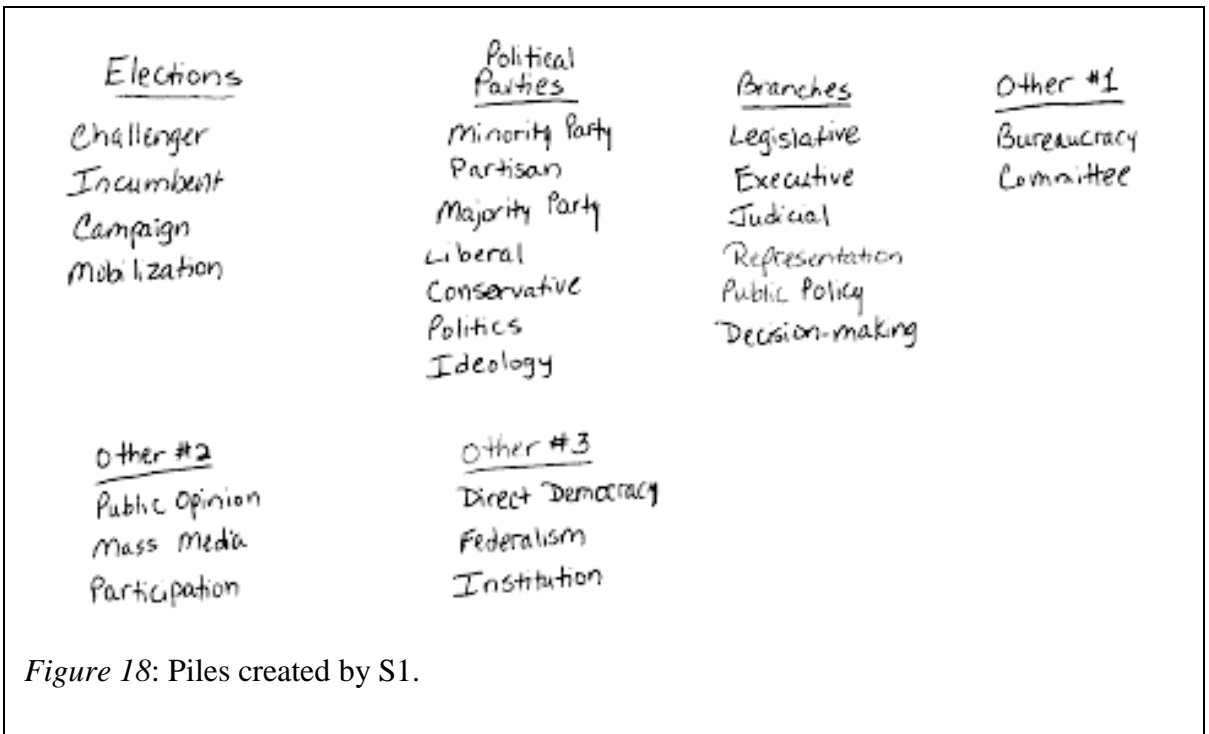 Elections
Challenger
Incumbent
Campaign
Mobilization
Political
Parties
Minority Party
Partisan
Majority Party
Liberal
Conservative
Politics
Ideology
Branches
Legislative
Executive
Judicial
Representation
Public Policy
Decision-making
Other #1
Bureaucracy
Committee
Other #2
Public Opinion
Mass Media
Participation
Other #3
Direct Democracy
Federalism
Institution
Figure 18: Piles created by S1.